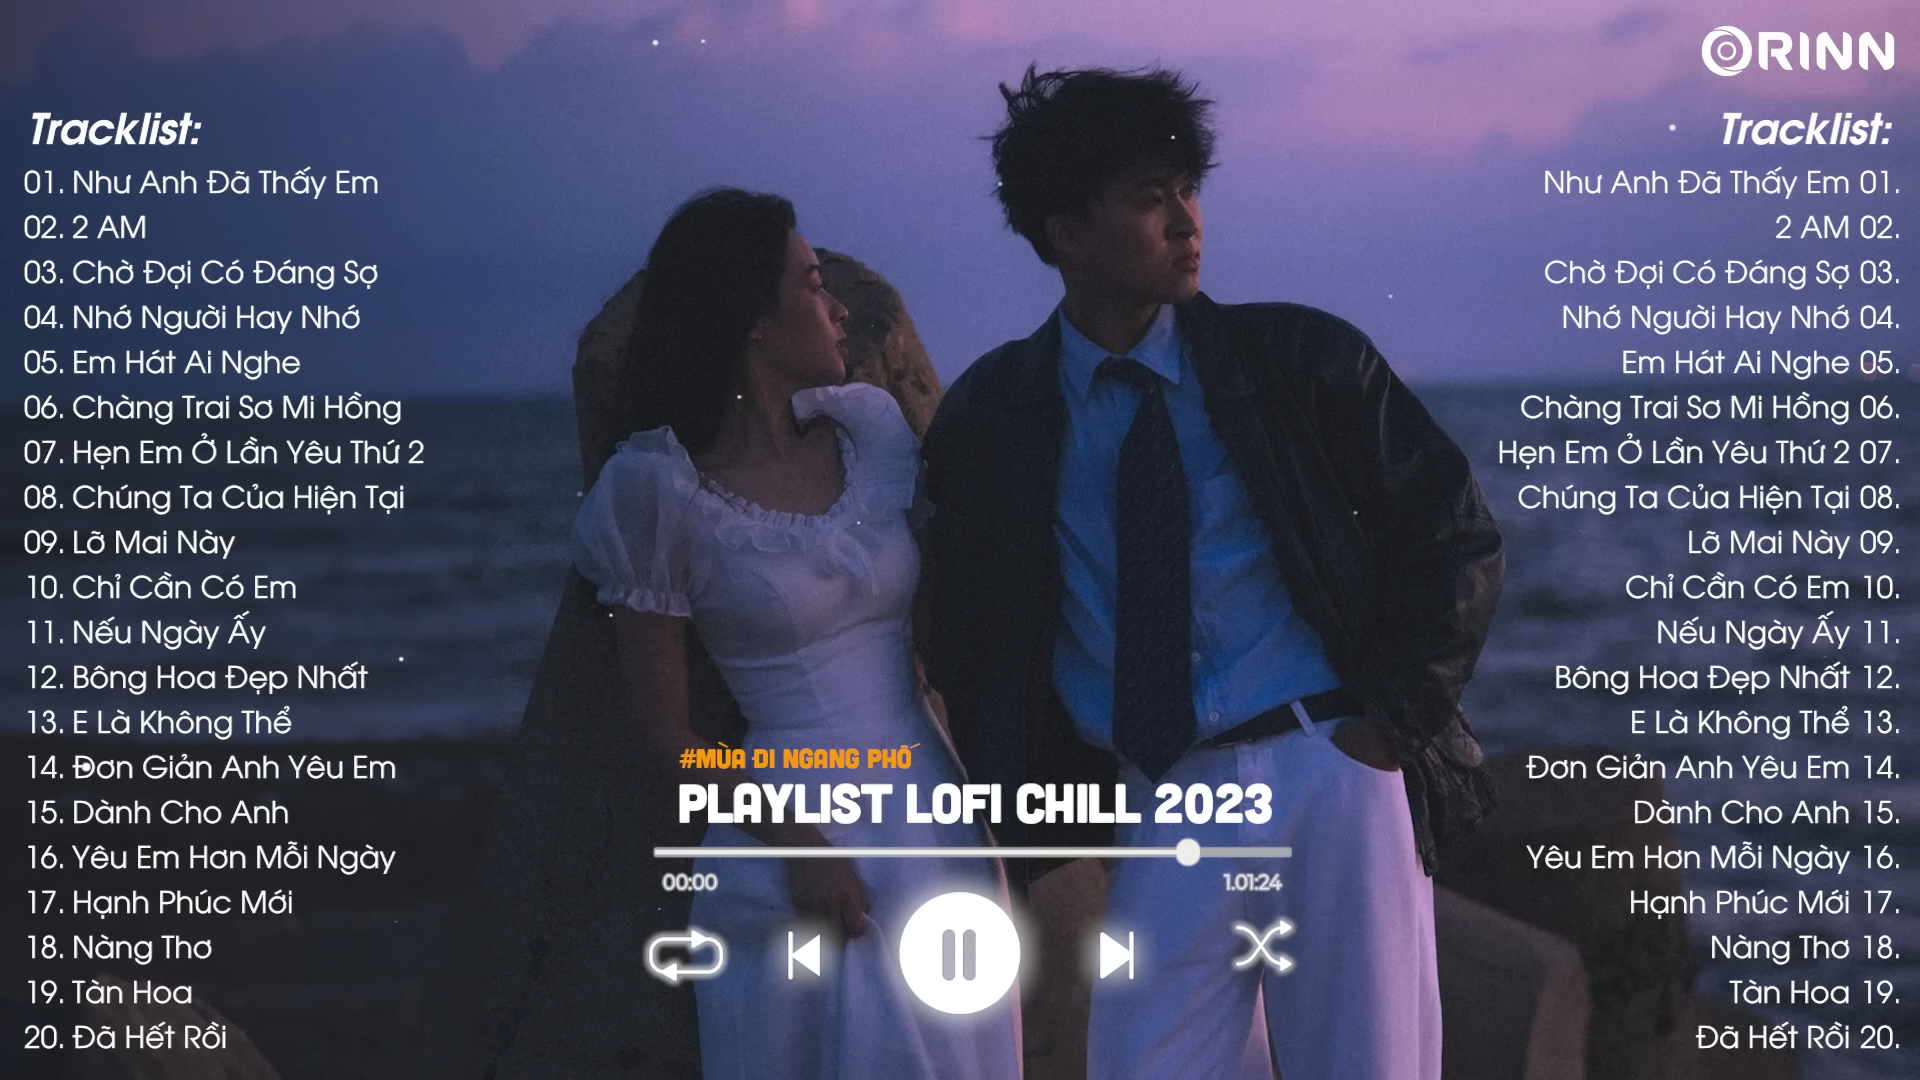 ORINN
Tracklist:
01. Như Anh Đã Thấy Em
02. 2 AM
03. Chờ Đợi Có Đáng Sợ
04. Nhớ Người Hay Nhớ
05. Em Hát Ai Nghe
06. Chàng Trai Sơ Mi Hồng
07. Hẹn Em Ở Lần Yêu Thứ 2
08. Chúng Ta Của Hiện Tại
09. Lỡ Mai Này
10. Chỉ Cần Có Em
11. Nếu Ngày Ấy
12. Bông Hoa Đẹp Nhất
13. E Là Không Thể
14. Đơn Giản Anh Yêu Em
15. Dành Cho Anh
16. Yêu Em Hơn Mỗi Ngày
17. Hạnh Phúc Mới
18. Nàng Thơ
19. Tàn Hoa
20. Đã Hết Rồi
#MÙA ĐI NGANG PHỐ
PLAYLIST LOFI CHILL 2023
00:00
1.01:24
Tracklist:
Như Anh Đã Thấy Em 01.
2 AM 02.
Chờ Đợi Có Đáng Sợ 03.
Nhớ Người Hay Nhớ 04.
Em Hát Ai Nghe 05.
Chàng Trai Sơ Mi Hồng 06.
Hẹn Em Ở Lần Yêu Thứ 2 07.
Chúng Ta Của Hiện Tại 08.
Lỡ Mai Này 09.
Chỉ Cần Có Em 10.
Nếu Ngày Ấy 11.
Bông Hoa Đẹp Nhất 12.
E Là Không Thể 13.
Đơn Giản Anh Yêu Em 14.
Dành Cho Anh 15.
Yêu Em Hơn Mỗi Ngày 16.
Hạnh Phúc Mới 17.
Nàng Thơ 18.
Tàn Hoa 19.
Đã Hết Rồi 20.